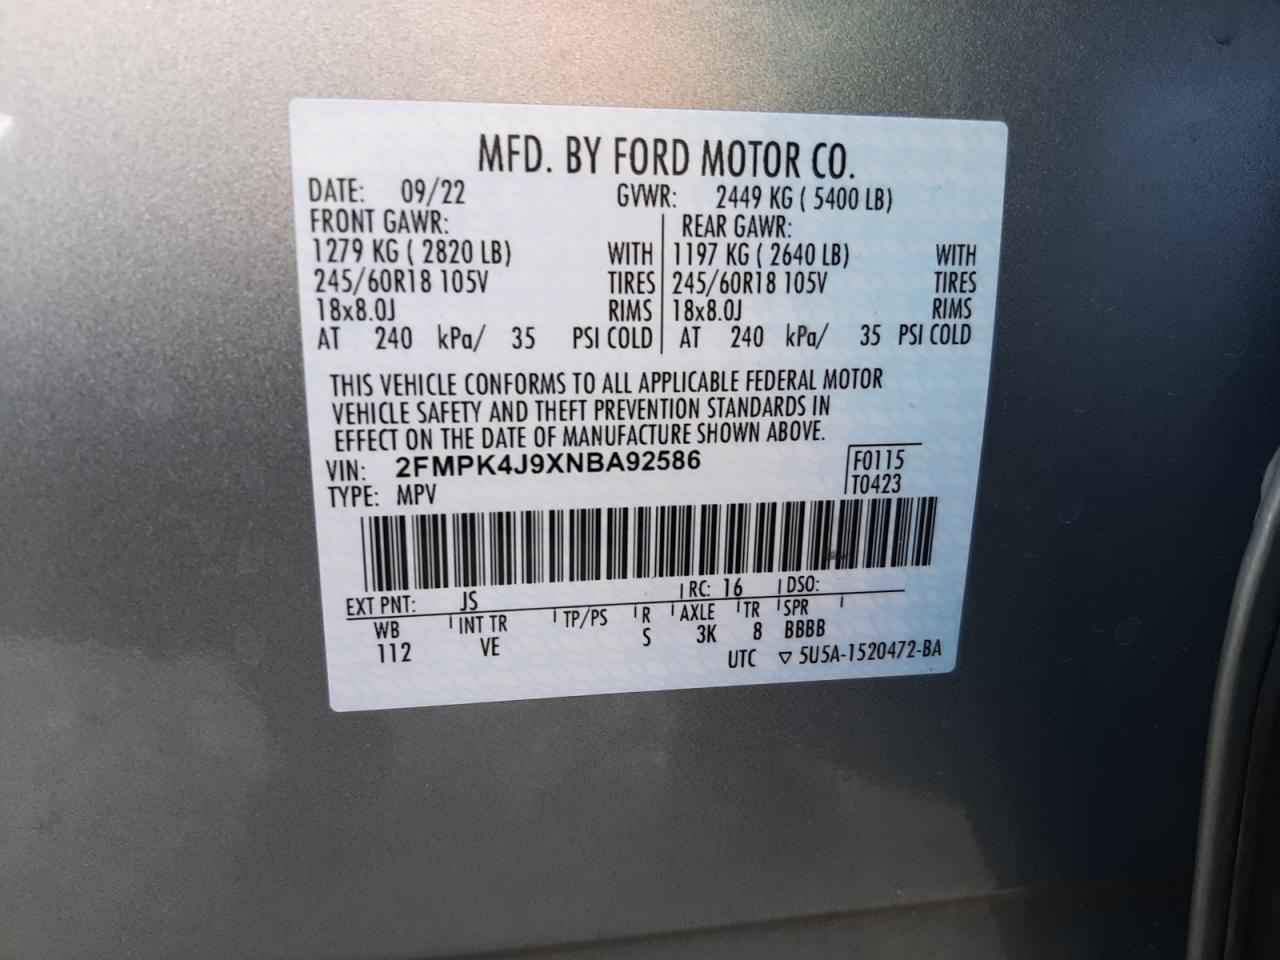 MFD. BY FORD MOTOR CO.
DATE: 09/22 GVWR: 2449 KG ( 5400 LB)
FRONT GAWR: REAR GAWR:
1279 KG ( 2820 LB) WITH 1197 KG ( 2640 LB) WITH
245/60R18 105V TIRES 245/60R18 105V TIRES
18x8.0J RIMS 18x8.0J RIMS
AT 240 kPa/ 35 PSI COLD AT 240 kPa/ 35 PSI COLD
THIS VEHICLE CONFORMS TO ALL APPLICABLE FEDERAL MOTOR
VEHICLE SAFETY AND THEFT PREVENTION STANDARDS IN
EFFECT ON THE DATE OF MANUFACTURE SHOWN ABOVE.
VIN: 2FMPK4J9XNBA92586 F0115
TYPE: MPV T0423
EXT PNT: JS RC: 16 DSO:
WB INT TR TP/PS R AXLE TR SPR
112 VE S 3K 8 BBBB
UTC ▽ 5U5A-1520472-BA